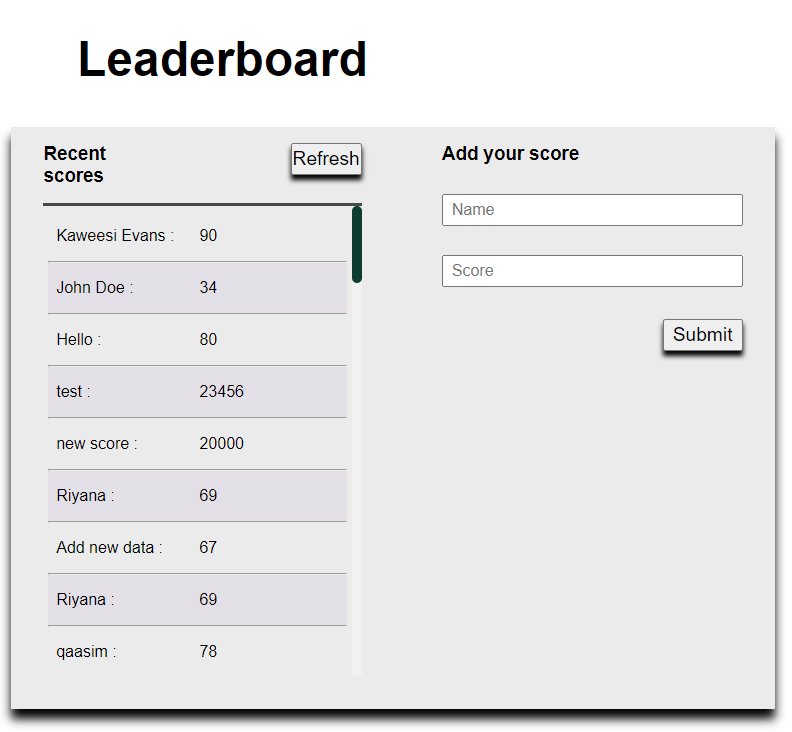 Leaderboard
Recent
scores
Refresh
Kaweesi Evans : 90
John Doe : 34
Hello : 80
test : 23456
new score : 20000
Riyana : 69
Add new data : 67
Riyana : 69
qaasim : 78
Add your score
Name
Score
Submit